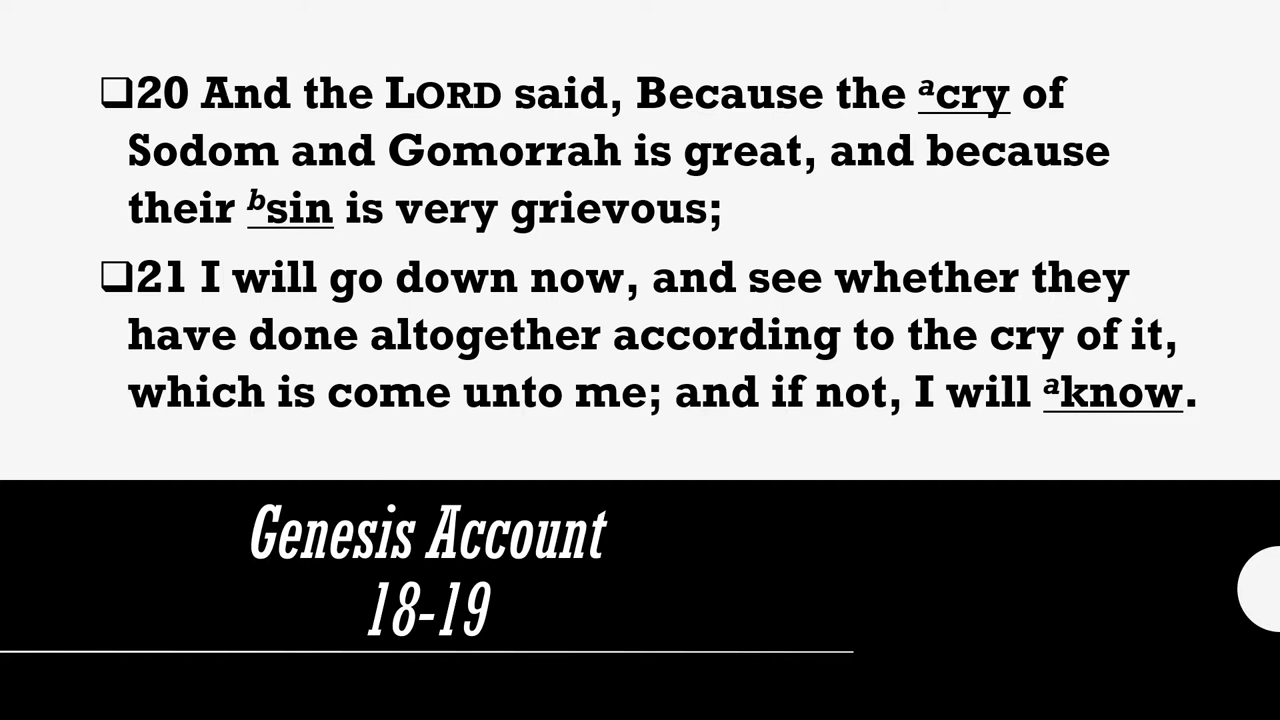 ❑20 And the LORD said, Because the ᵃcry of
Sodom and Gomorrah is great, and because
their ᵇsin is very grievous;
❑21 I will go down now, and see whether they
have done altogether according to the cry of it,
which is come unto me; and if not, I will ᵃknow.
Genesis Account
18-19